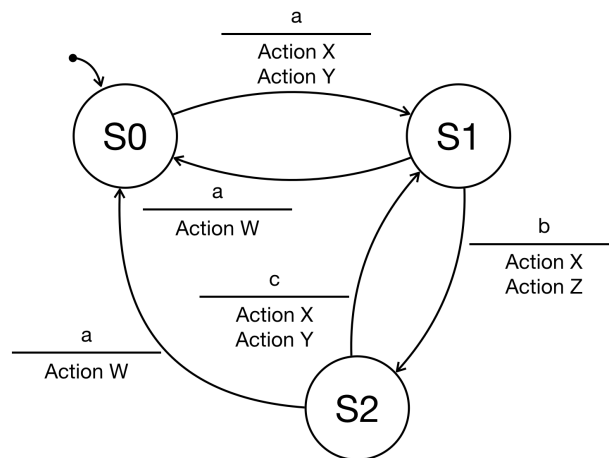 a
Action X
Action Y
S0
S1
a
Action W
b
Action X
Action Z
c
Action X
Action Y
a
Action W
S2